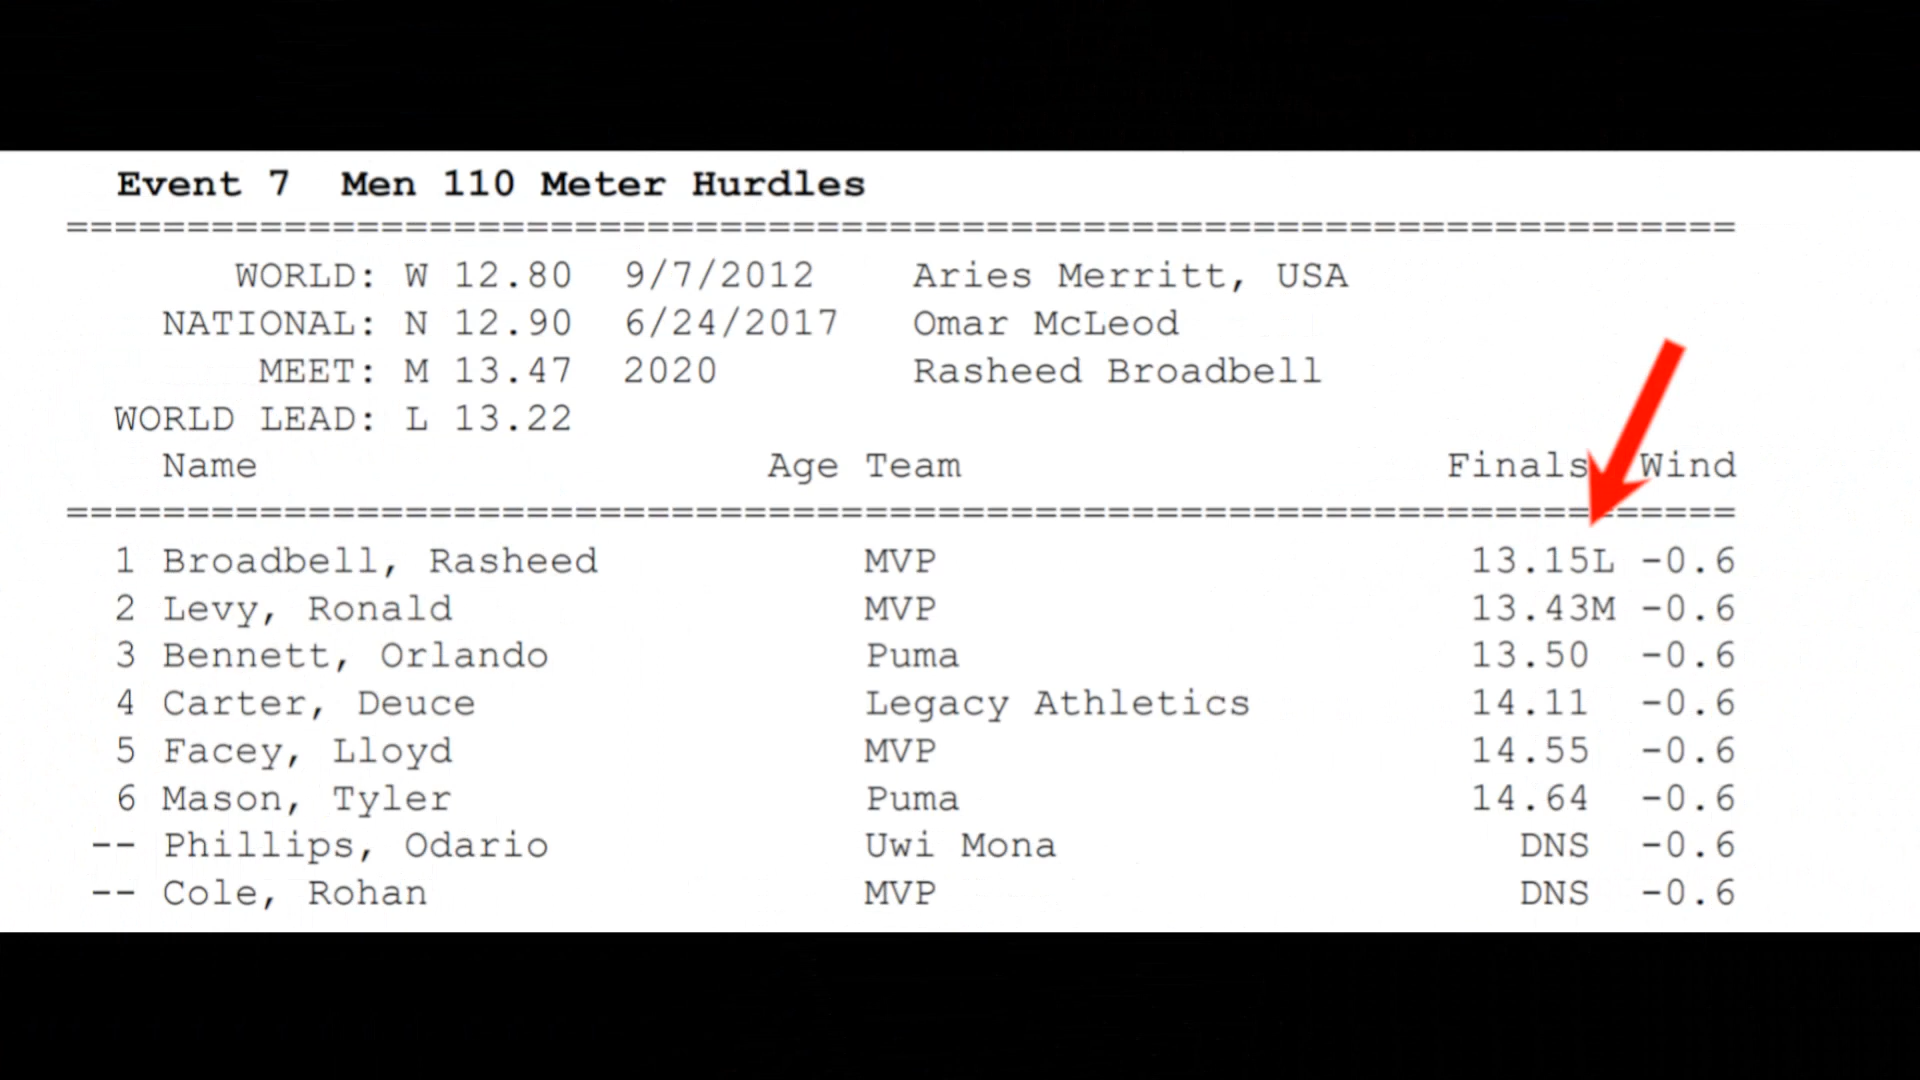 Event 7  Men 110 Meter Hurdles
=====================================================================
WORLD: W 12.80  9/7/2012    Aries Merritt, USA
NATIONAL: N 12.90  6/24/2017   Omar McLeod
MEET: M 13.47  2020        Rasheed Broadbell
WORLD LEAD: L 13.22
Name                     Age Team                    Finals  Wind
=====================================================================
1 Broadbell, Rasheed           MVP                      13.15L -0.6
2 Levy, Ronald                 MVP                      13.43M -0.6
3 Bennett, Orlando             Puma                     13.50  -0.6
4 Carter, Deuce                Legacy Athletics         14.11  -0.6
5 Facey, Lloyd                 MVP                      14.55  -0.6
6 Mason, Tyler                 Puma                     14.64  -0.6
-- Phillips, Odario            Uwi Mona                   DNS  -0.6
-- Cole, Rohan                 MVP                        DNS  -0.6